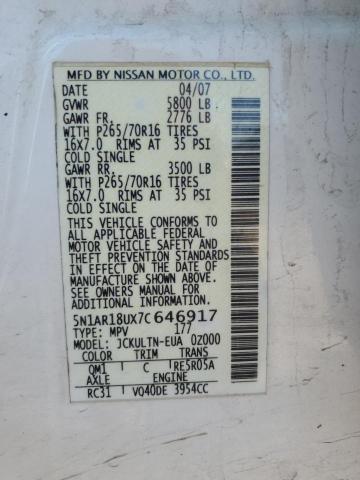 MFD BY NISSAN MOTOR CO., LTD.
DATE 04/07
GVWR 5800 LB
GAWR FR. 2776 LB
WITH P265/70R16 TIRES
16X7.0 RIMS AT 35 PSI
COLD SINGLE
GAWR RR. 3500 LB
WITH P265/70R16 TIRES
16X7.0 RIMS AT 35 PSI
COLD SINGLE
THIS VEHICLE CONFORMS TO
ALL APPLICABLE FEDERAL
MOTOR VEHICLE SAFETY AND
THEFT PREVENTION STANDARDS
IN EFFECT ON THE DATE OF
MANUFACTURE SHOWN ABOVE.
SEE OWNERS MANUAL FOR
ADDITIONAL INFORMATION.
5N1AR18UX7C646917
TYPE: MPV 177
MODEL: JCKULTN-EUA 0Z000
COLOR TRIM TRANS
QM1 C RE5R05A
AXLE ENGINE
RC31 VQ40DE 3954CC